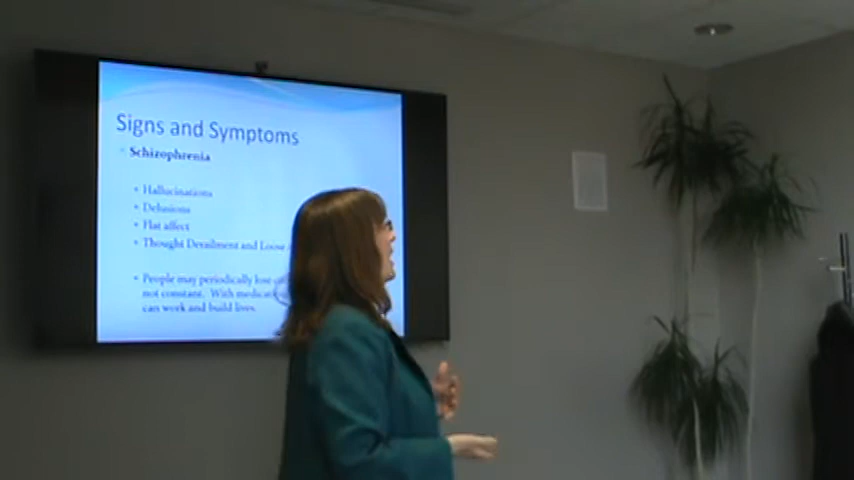 Signs and Symptoms
Schizophrenia
• Hallucinations
• Delusions
• Flat affect
• Thought Derailment and Loose
• People may periodically lose
not constant. With
can work and build lives.